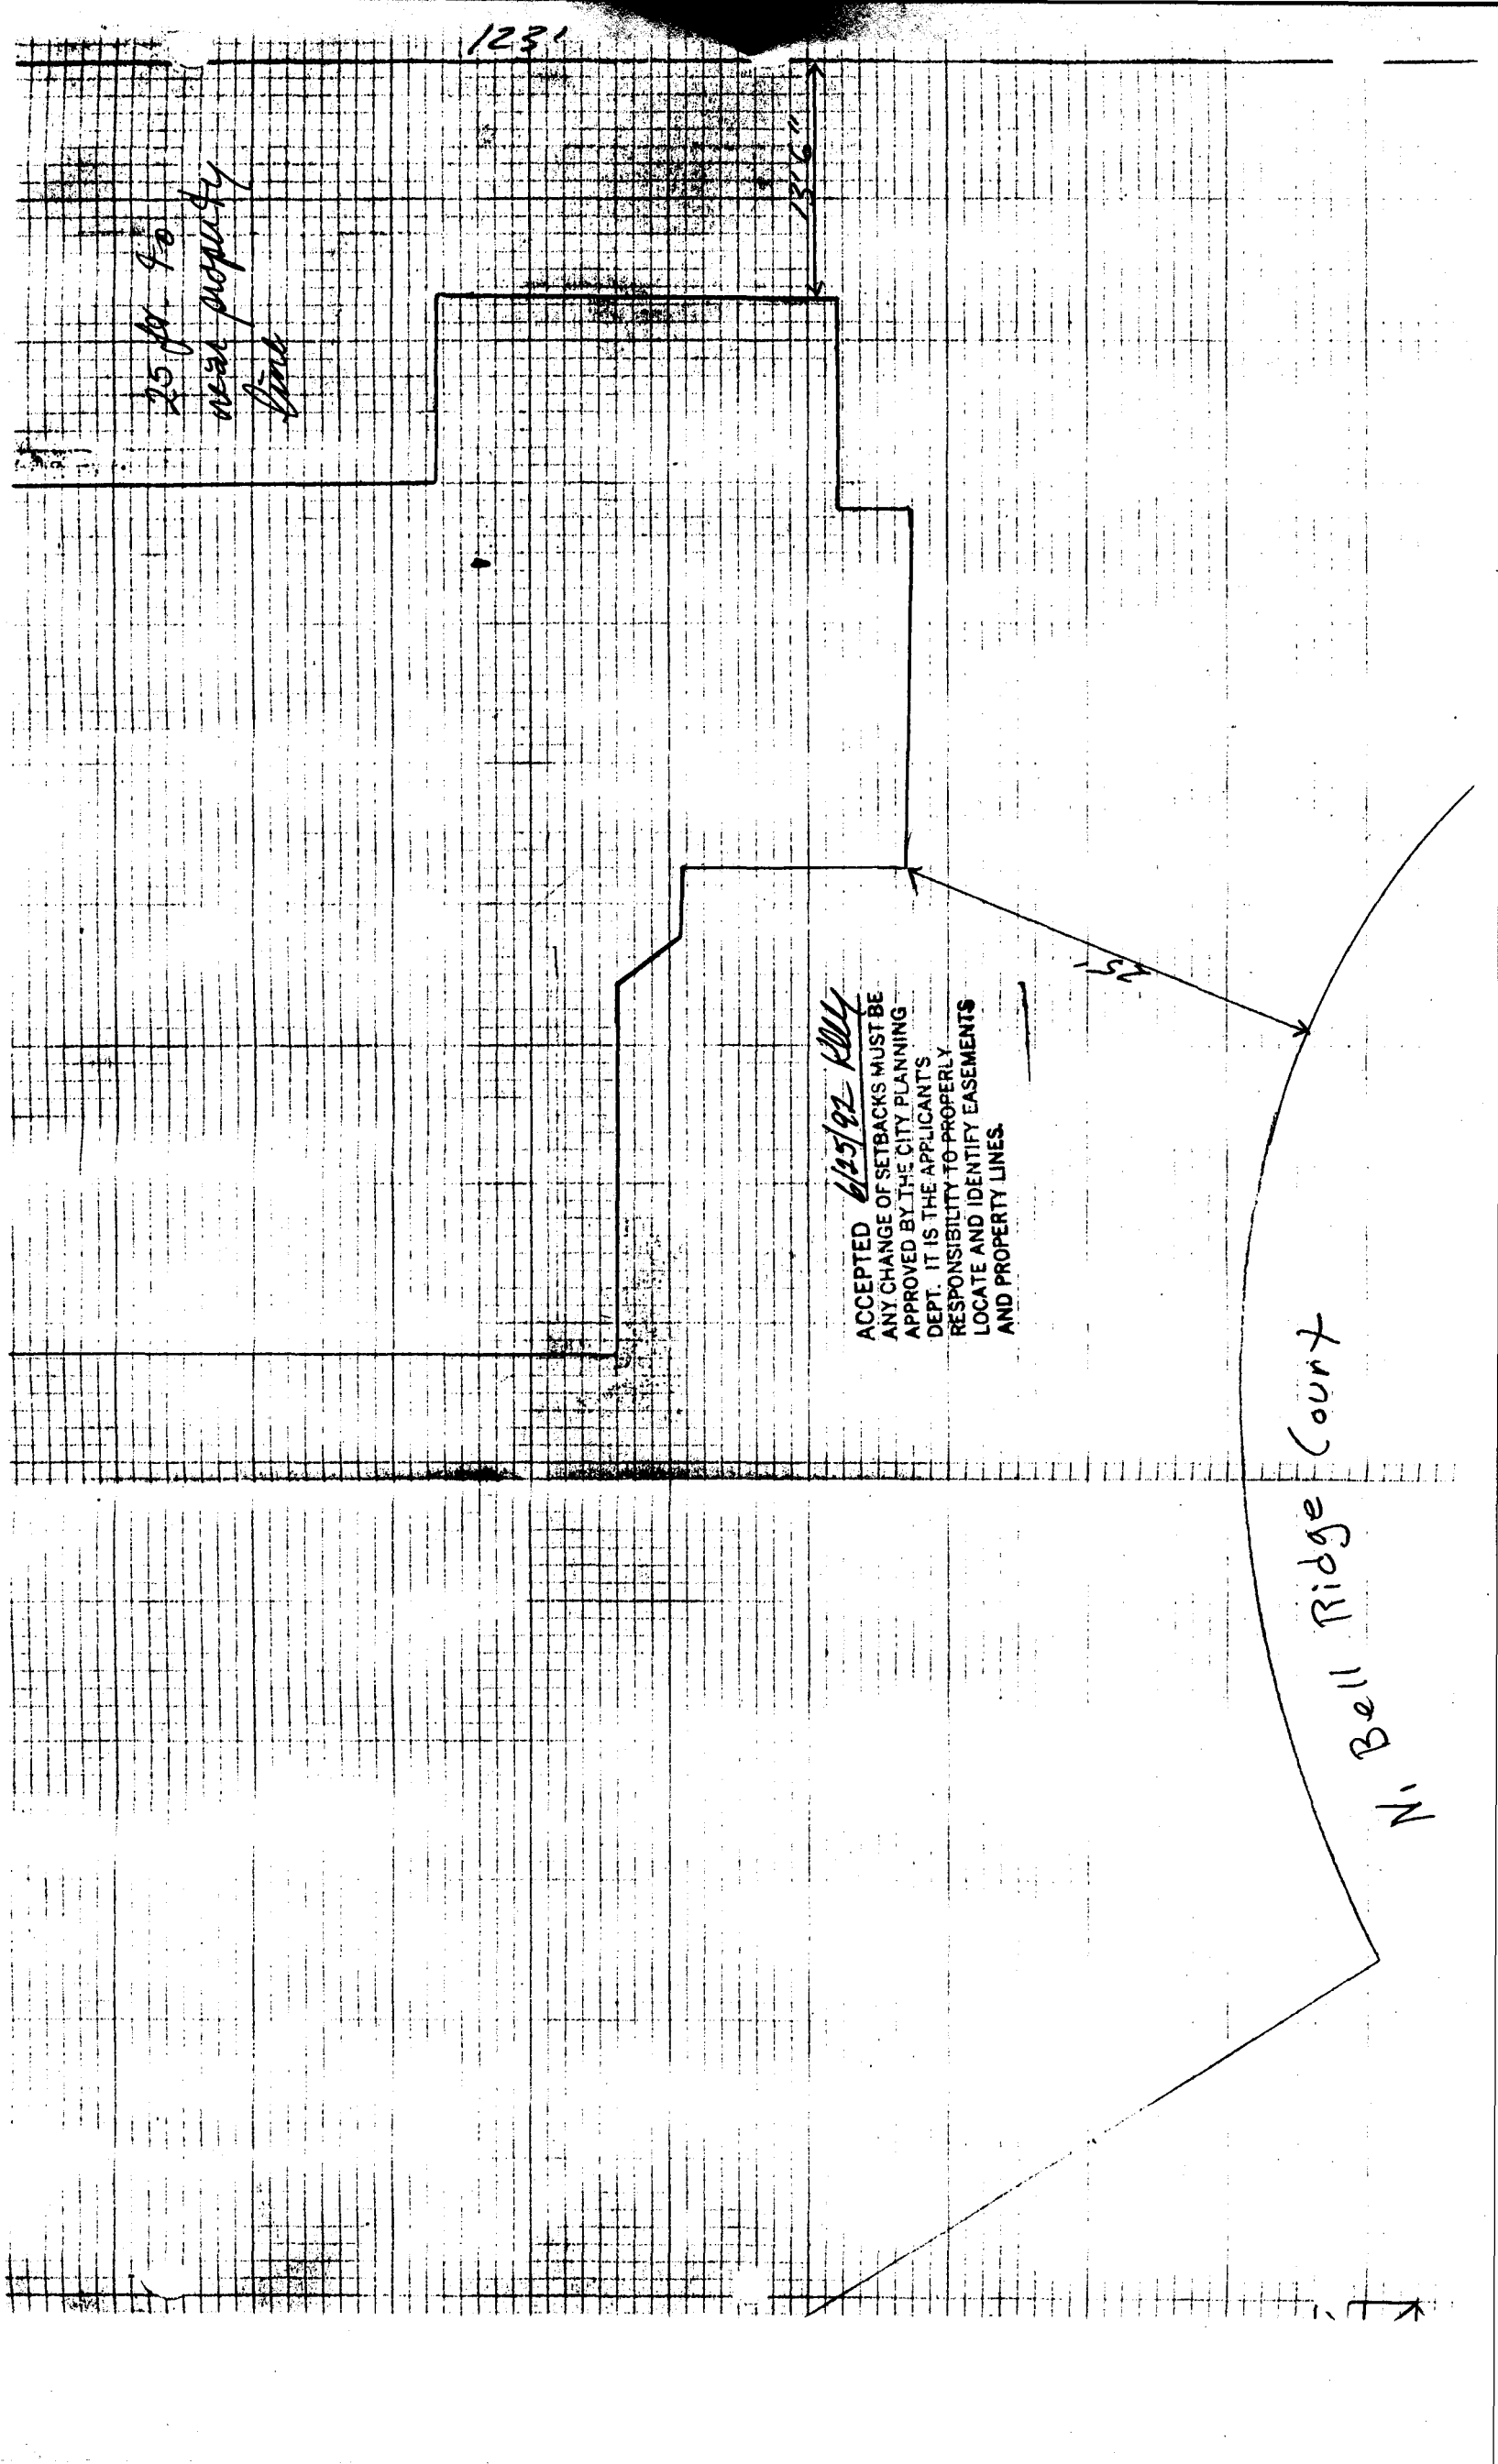 123'
13'6"
25 ft. to
rear property
line
25'
ACCEPTED 6/25/92
ANY CHANGE OF SETBACKS MUST BE
APPROVED BY THE CITY PLANNING
DEPT. IT IS THE APPLICANT'S
RESPONSIBILITY TO PROPERLY
LOCATE AND IDENTIFY EASEMENTS
AND PROPERTY LINES.
N. Bell Ridge Court